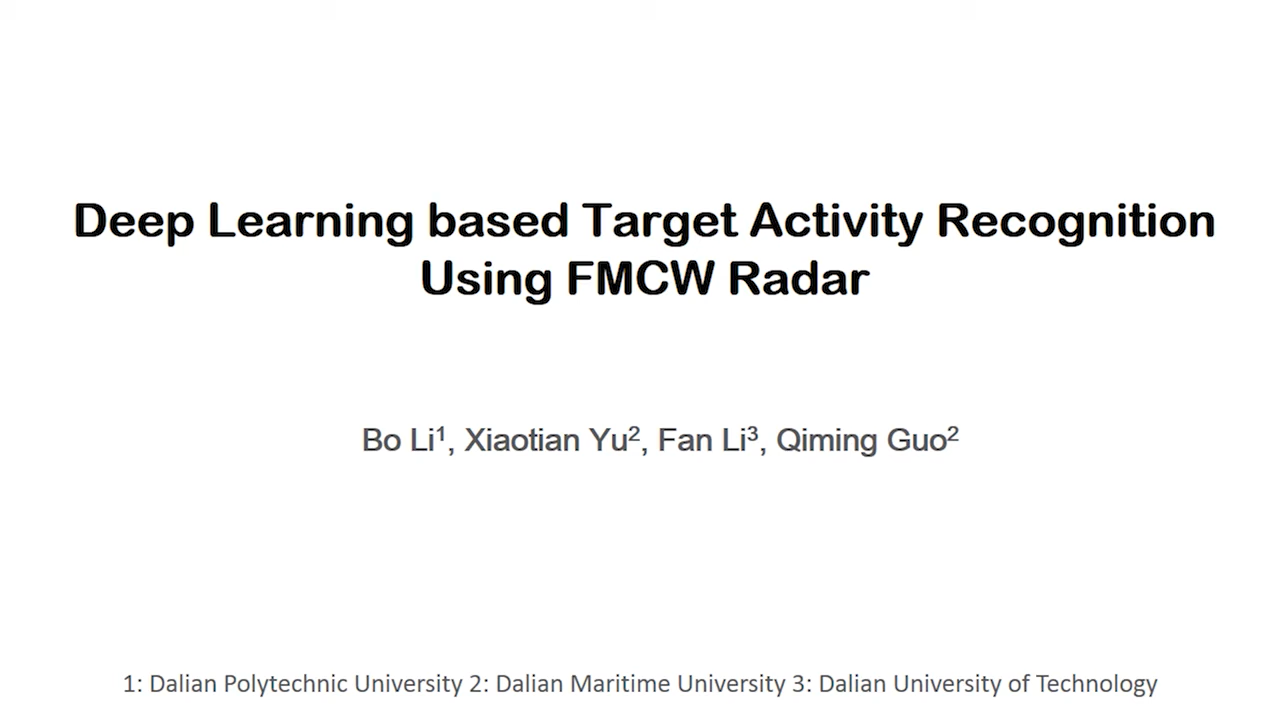 Deep Learning based Target Activity Recognition
Using FMCW Radar
Bo Li¹, Xiaotian Yu², Fan Li³, Qiming Guo²
1: Dalian Polytechnic University 2: Dalian Maritime University 3: Dalian University of Technology